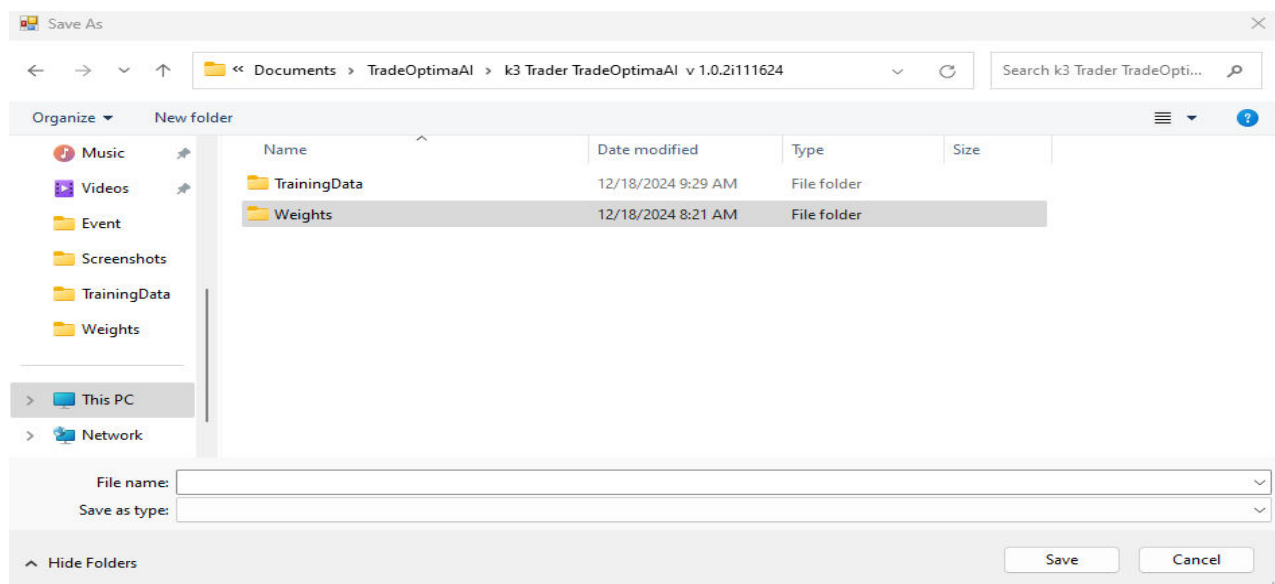 Save As
« Documents > TradeOptimaAI > k3 Trader TradeOptimaAI v 1.0.2i111624
Search k3 Trader TradeOpti...
Organize New folder
Name Date modified Type Size
Music
Videos
Event
Screenshots
TrainingData
Weights
This PC
Network
TrainingData 12/18/2024 9:29 AM File folder
Weights 12/18/2024 8:21 AM File folder
File name:
Save as type:
Hide Folders
Save
Cancel